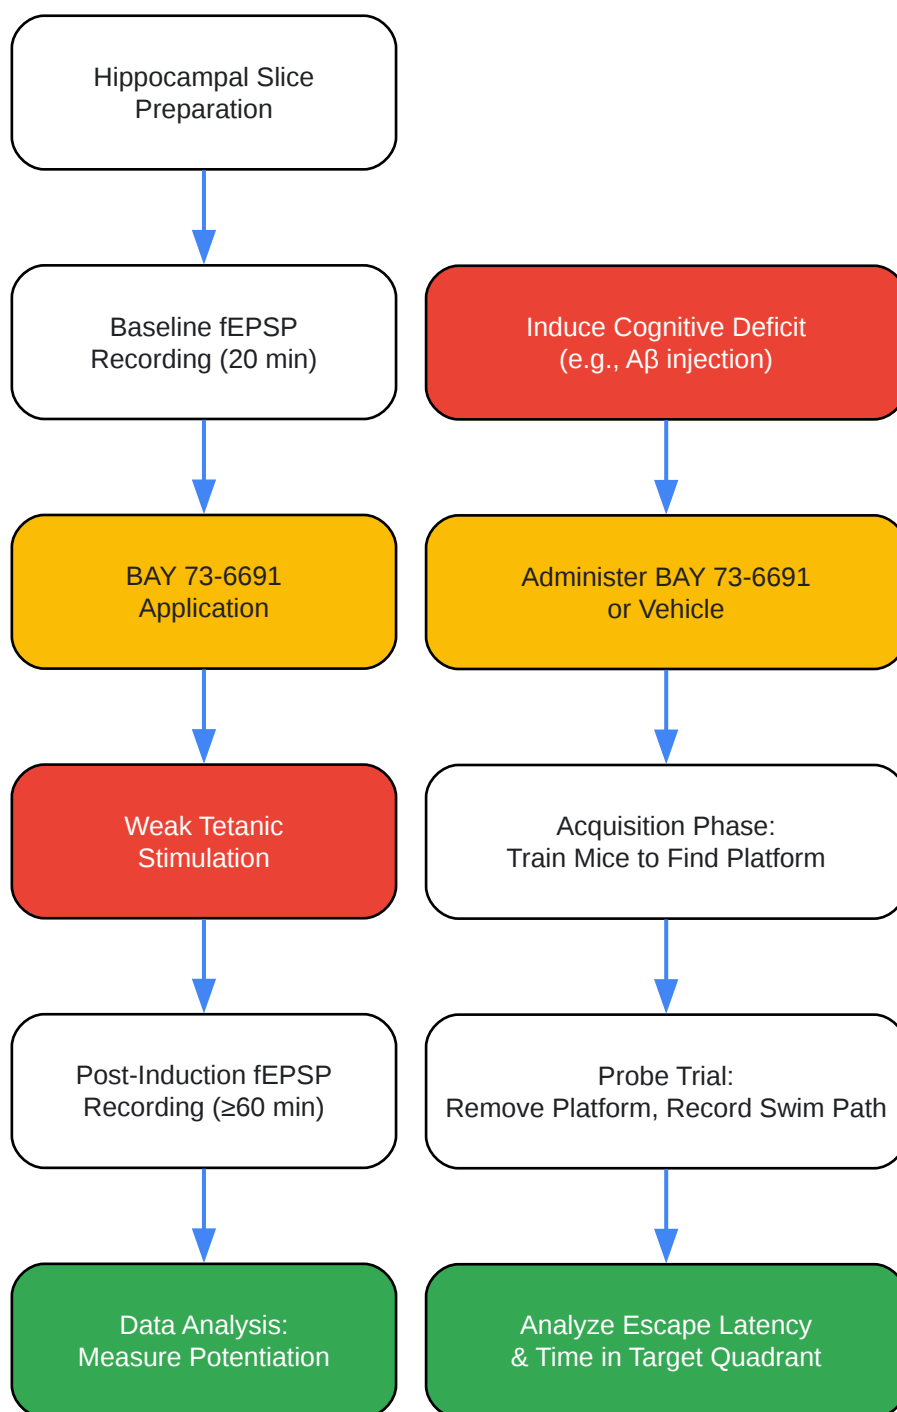 Hippocampal Slice
Preparation
Baseline fEPSP
Recording (20 min)
BAY 73-6691
Application
Weak Tetanic
Stimulation
Post-Induction fEPSP
Recording (≥60 min)
Data Analysis:
Measure Potentiation
Induce Cognitive Deficit
(e.g., Aβ injection)
Administer BAY 73-6691
or Vehicle
Acquisition Phase:
Train Mice to Find Platform
Probe Trial:
Remove Platform, Record Swim Path
Analyze Escape Latency
& Time in Target Quadrant